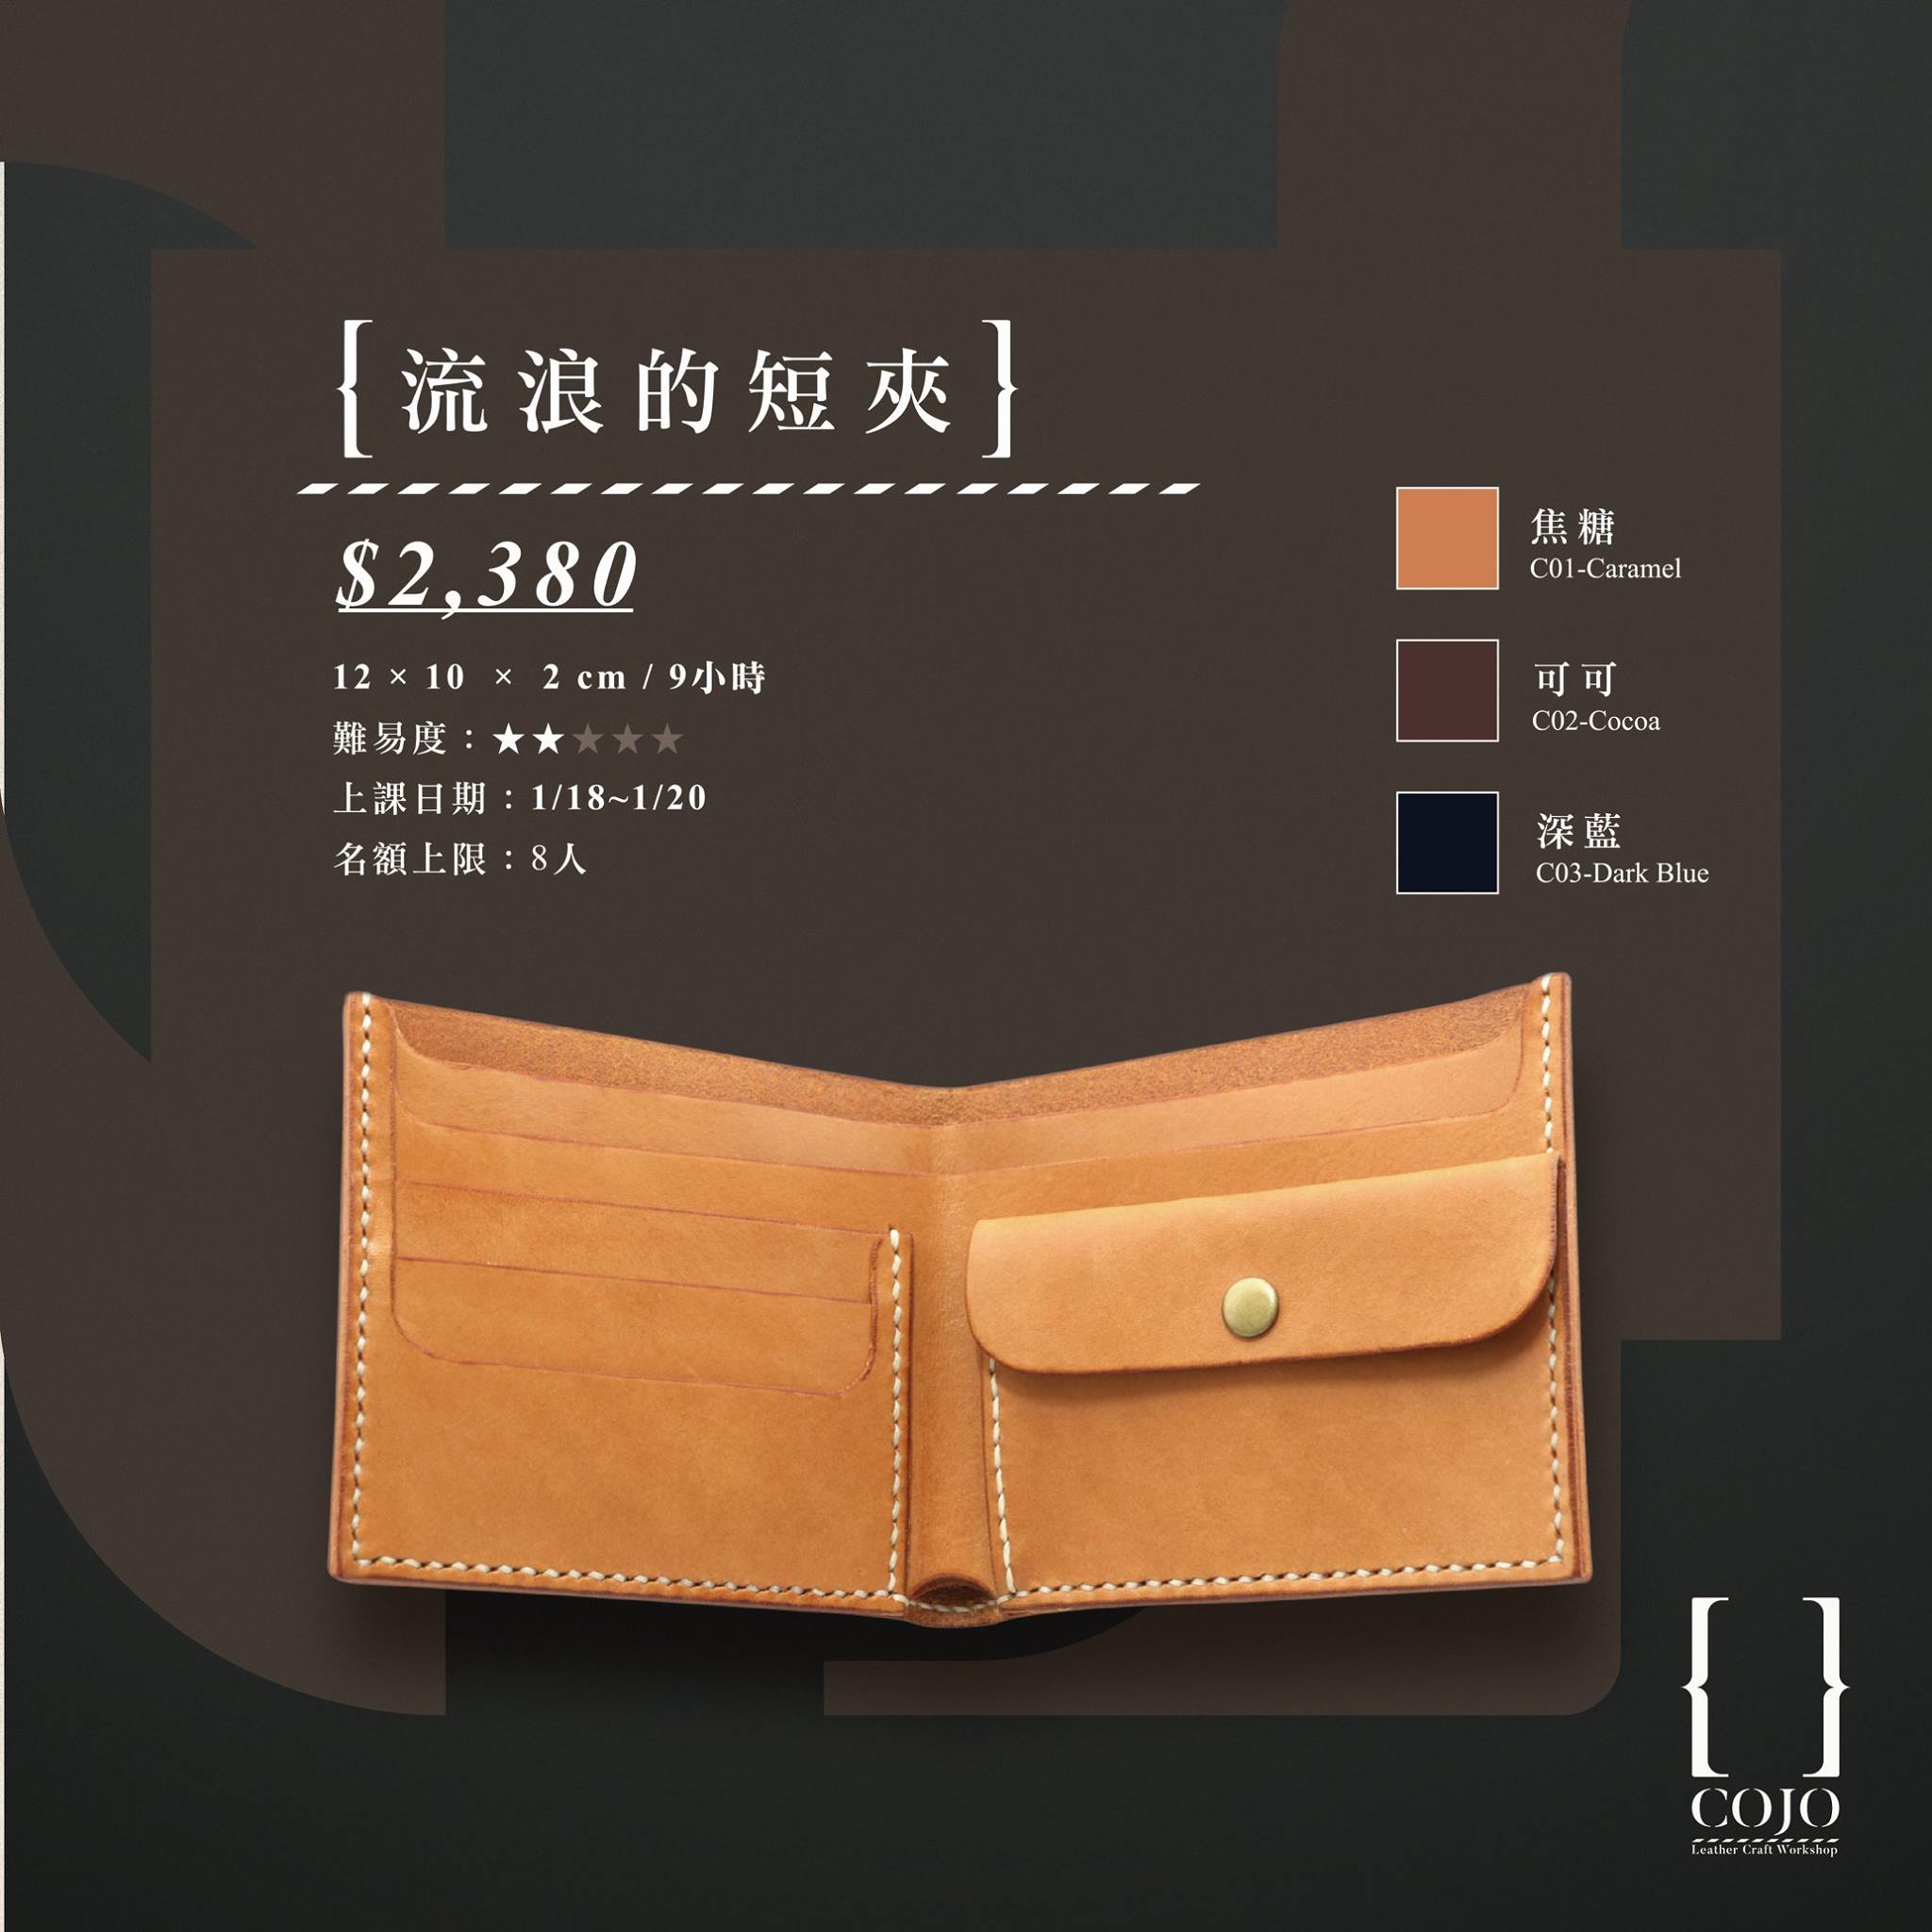 {流浪的短夾}
$2,380
12 × 10 × 2 cm / 9小時
難易度：★★★★★
上課日期：1/18~1/20
名額上限：8人
焦糖
C01-Caramel
可可
C02-Cocoa
深藍
C03-Dark Blue
{ }
COJO
Leather Craft Workshop